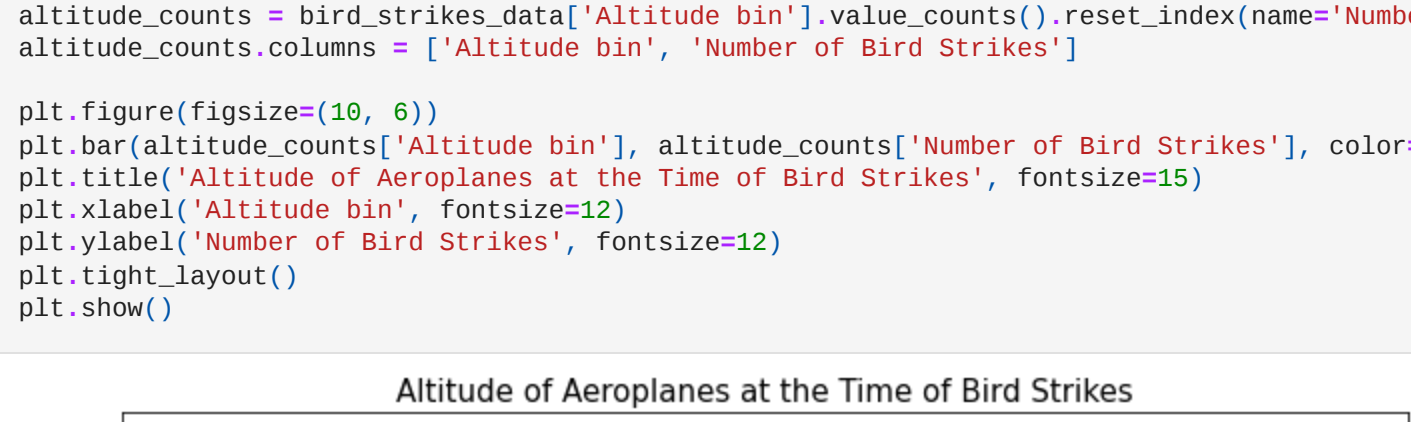 altitude_counts = bird_strikes_data['Altitude bin'].value_counts().reset_index(name='Numb
altitude_counts.columns = ['Altitude bin', 'Number of Bird Strikes']
plt.figure(figsize=(10, 6))
plt.bar(altitude_counts['Altitude bin'], altitude_counts['Number of Bird Strikes'], color=
plt.title('Altitude of Aeroplanes at the Time of Bird Strikes', fontsize=15)
plt.xlabel('Altitude bin', fontsize=12)
plt.ylabel('Number of Bird Strikes', fontsize=12)
plt.tight_layout()
plt.show()
Altitude of Aeroplanes at the Time of Bird Strikes